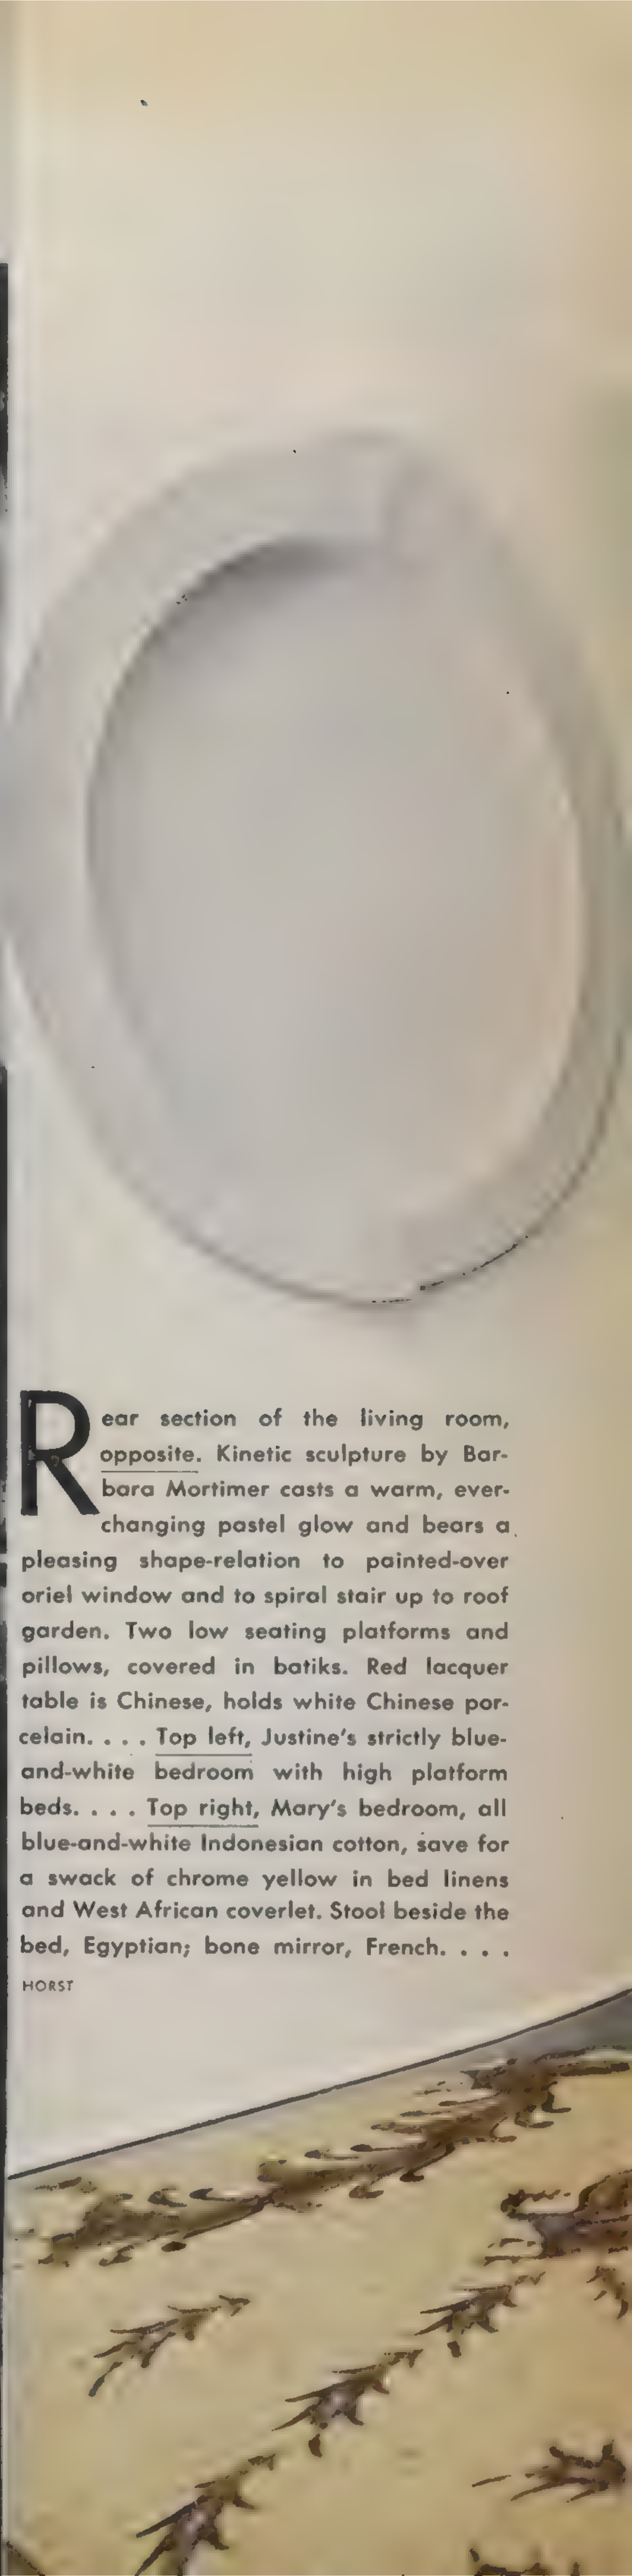 Rear section of the living room,
opposite. Kinetic sculpture by Bar-
bara Mortimer casts a warm, ever-
changing pastel glow and bears a
pleasing shape-relation to painted-over
oriel window and to spiral stair up to roof
garden. Two low seating platforms and
pillows, covered in batiks. Red lacquer
table is Chinese, holds white Chinese por-
celain. . . . Top left, Justine's strictly blue-
and-white bedroom with high platform
beds. . . . Top right, Mary's bedroom, all
blue-and-white Indonesian cotton, save for
a swack of chrome yellow in bed linens
and West African coverlet. Stool beside the
bed, Egyptian; bone mirror, French. . . .
HORST